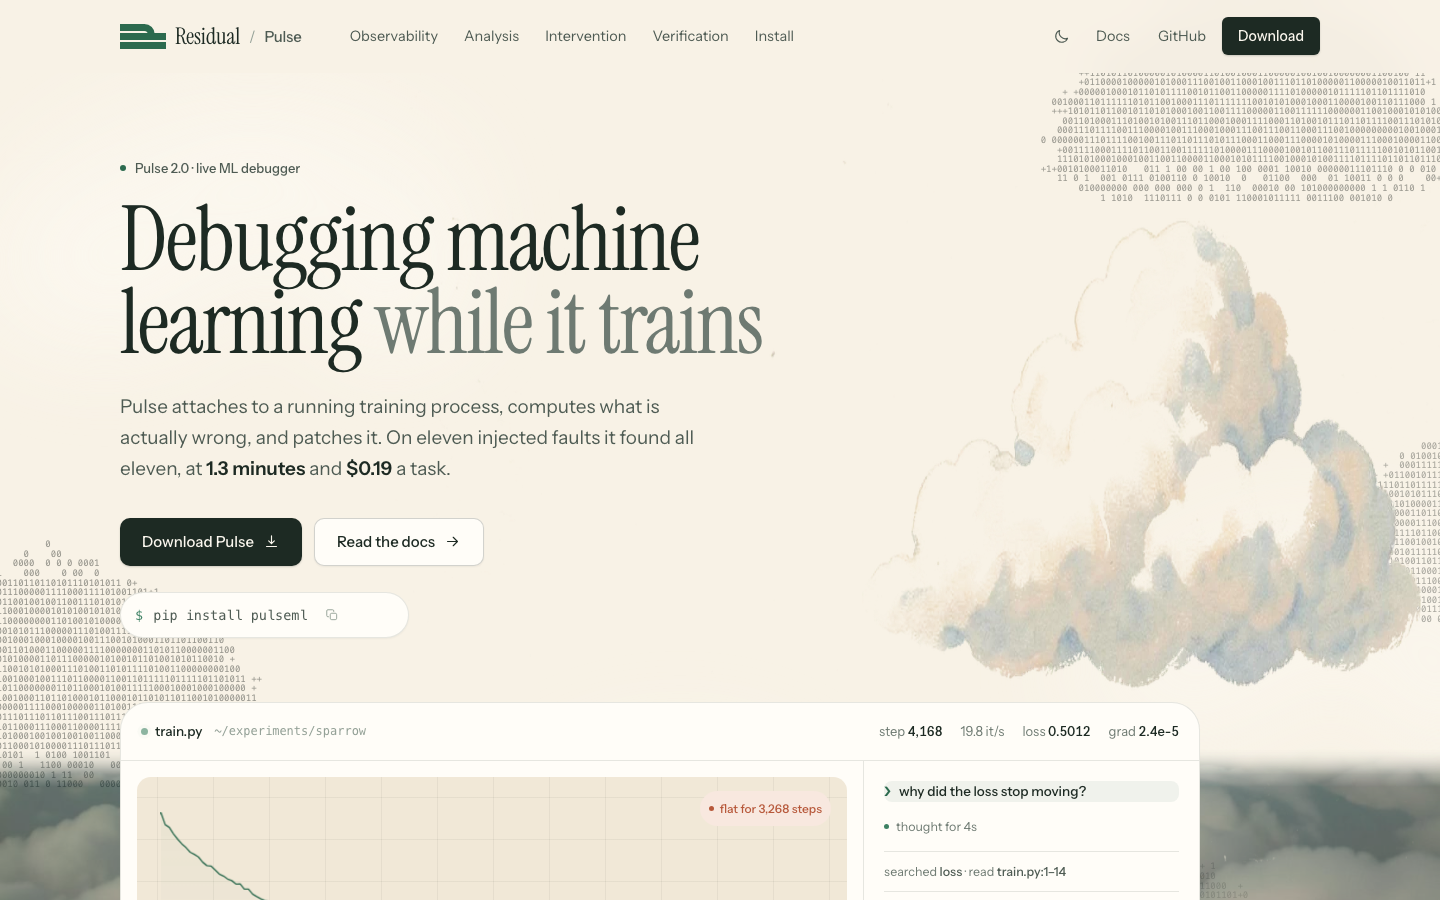 Residual / Pulse
Observability
Analysis
Intervention
Verification
Install
Docs
GitHub
Download
Pulse 2.0 · live ML debugger
Debugging machine
learning while it trains
Pulse attaches to a running training process, computes what is
actually wrong, and patches it. On eleven injected faults it found all
eleven, at 1.3 minutes and $0.19 a task.
Download Pulse
Read the docs →
$ pip install pulseml
train.py ~/experiments/sparrow
step 4,168 19.8 it/s loss 0.5012 grad 2.4e-5
flat for 3,268 steps
❯ why did the loss stop moving?
thought for 4s
searched loss · read train.py:1–14